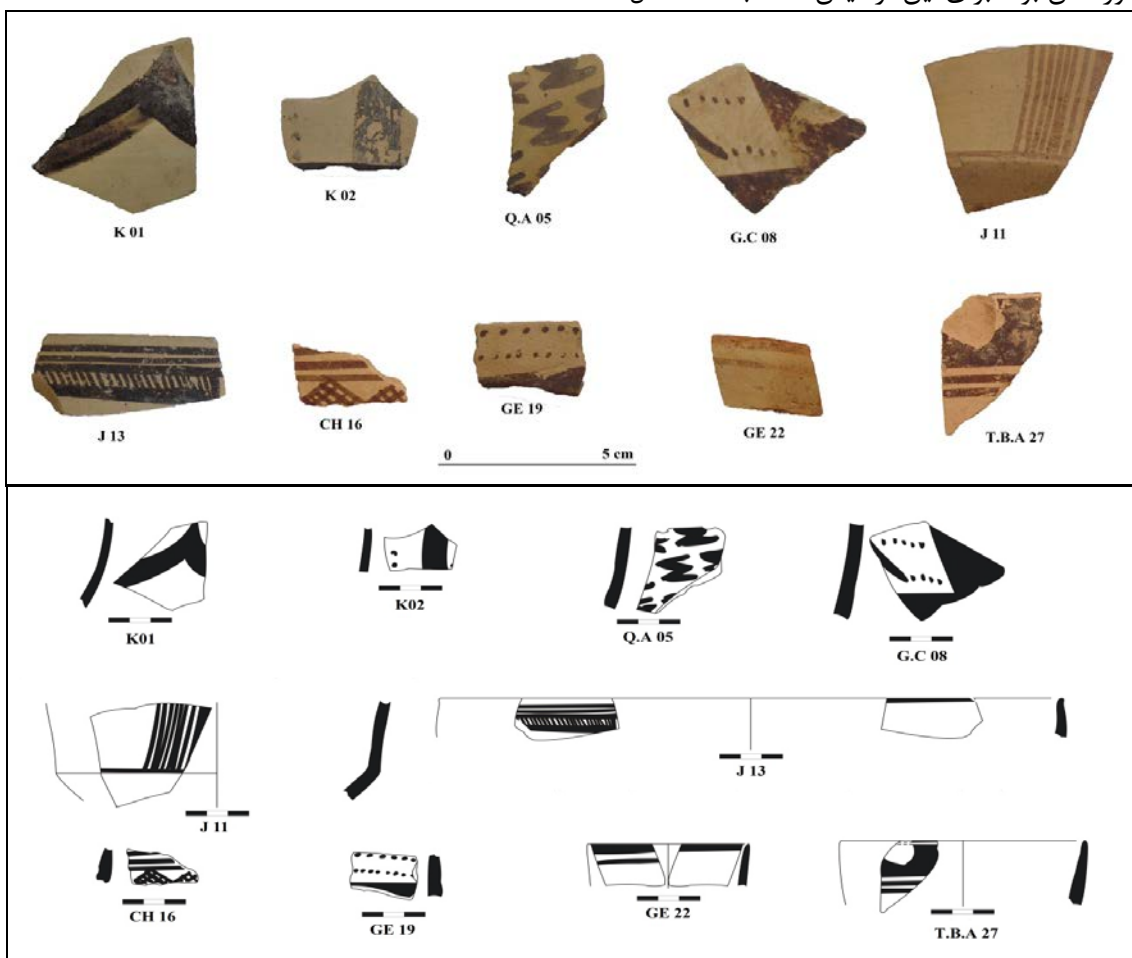 K 01
K 02
Q.A 05
G.C 08
J 11
J 13
CH 16
GE 19
GE 22
T.B.A 27
0 5 cm
K01
K02
Q.A 05
G.C 08
J 11
J 13
CH 16
GE 19
GE 22
T.B.A 27